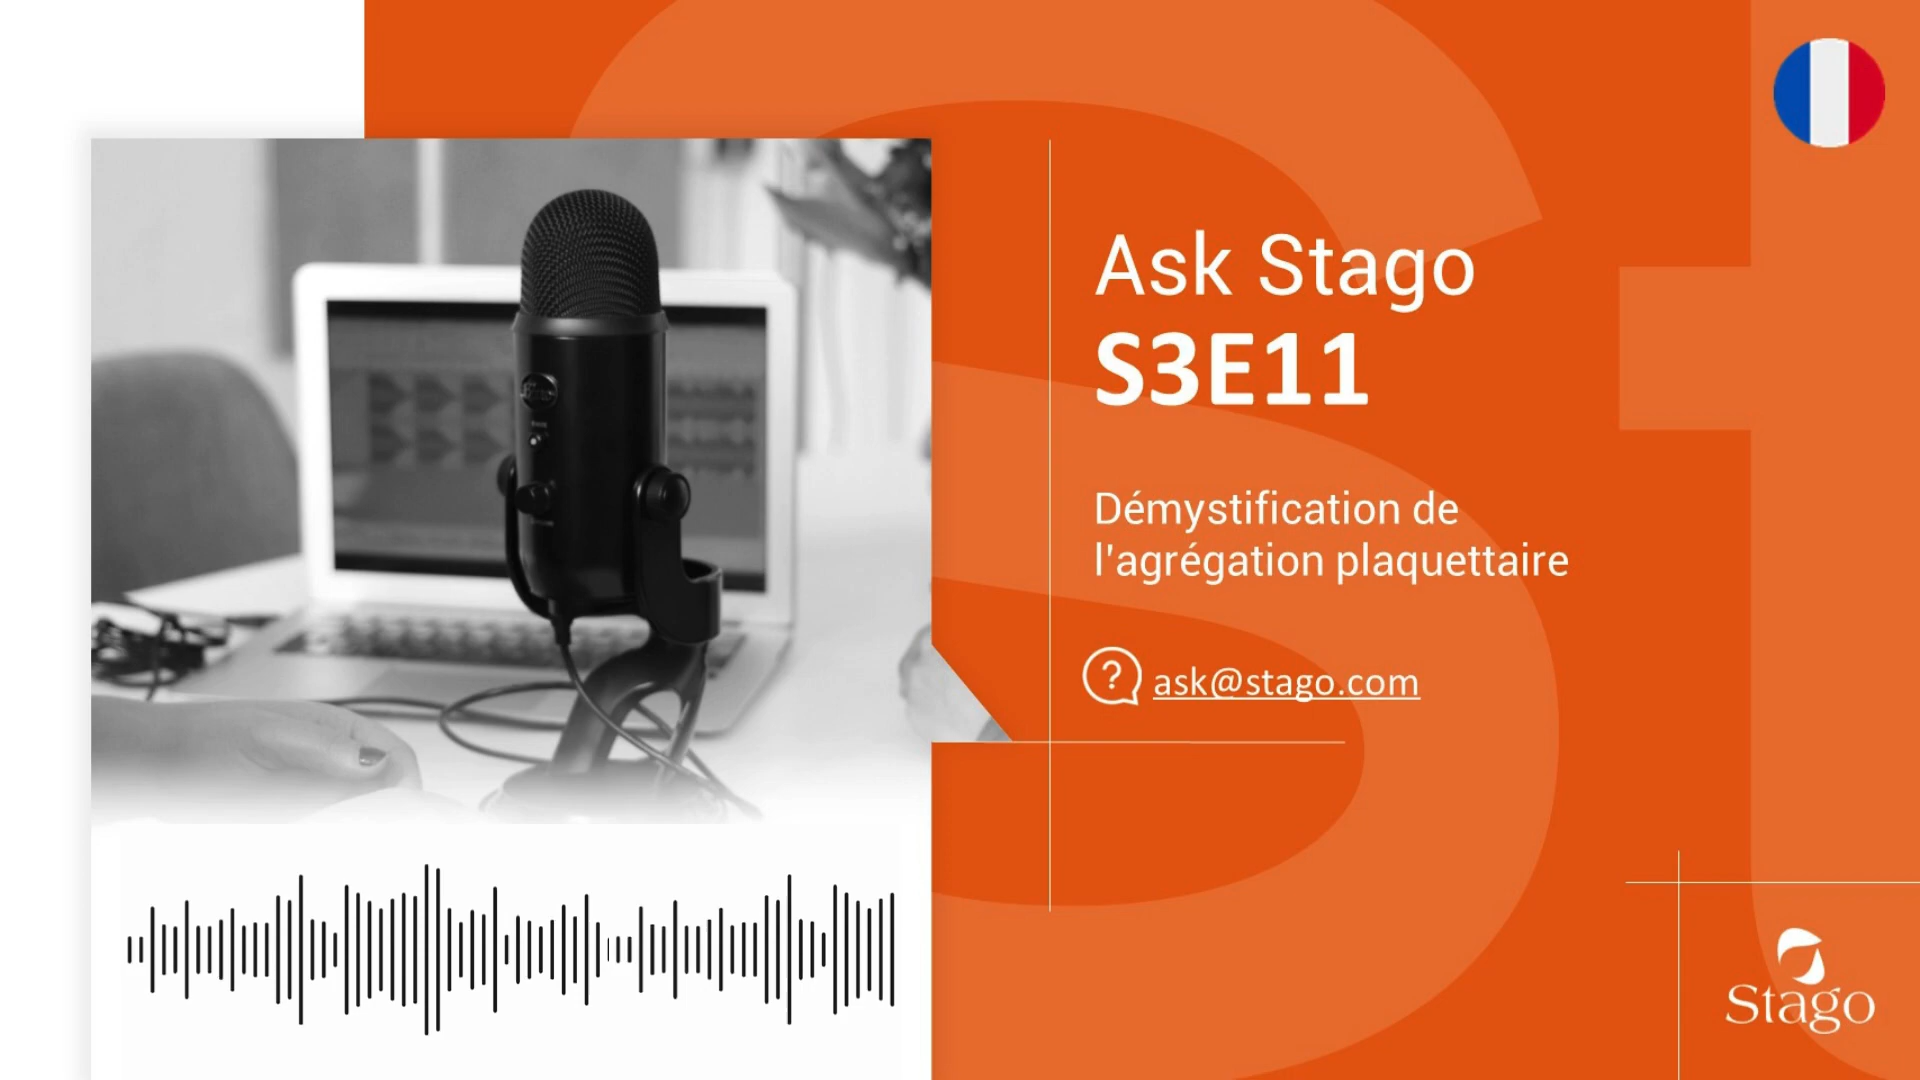 Ask Stago
S3E11
Démystification de
l'agrégation plaquettaire
ask@stago.com
Stago